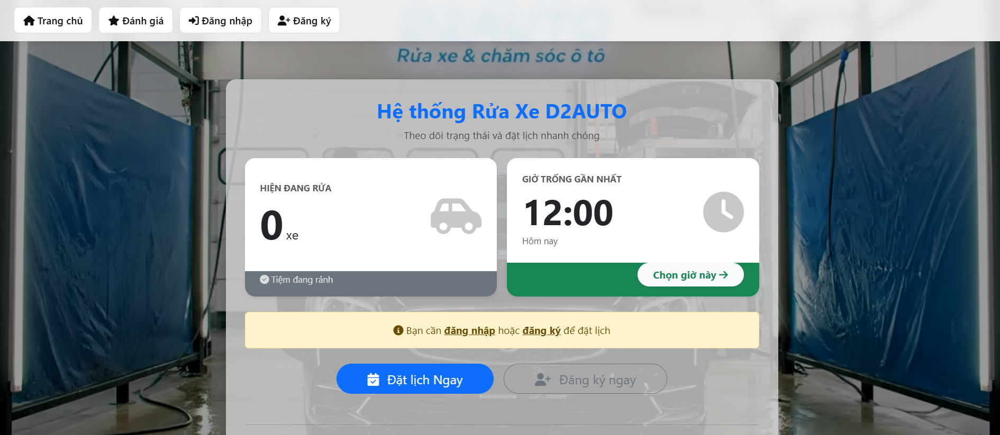 Trang chủ
Đánh giá
Đăng nhập
Đăng ký
Rửa xe & chăm sóc ô tô
Hệ thống Rửa Xe D2AUTO
Theo dõi trạng thái và đặt lịch nhanh chóng
HIỆN ĐANG RỬA
0 xe
Tiệm đang rảnh
GIỜ TRỐNG GẦN NHẤT
12:00
Hôm nay
Chọn giờ này
Bạn cần đăng nhập hoặc đăng ký để đặt lịch
Đặt lịch Ngay
Đăng ký ngay